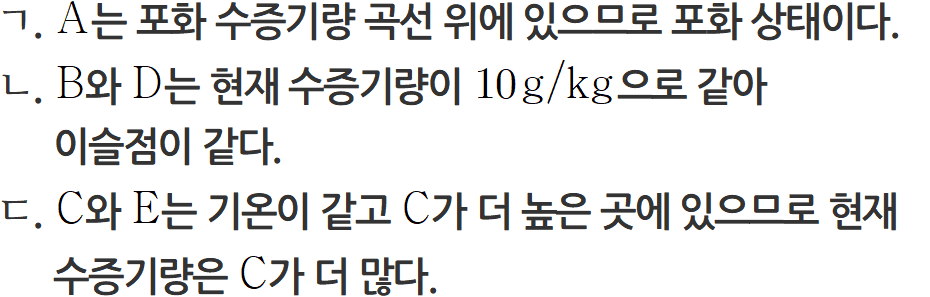 ㄱ. A는 포화 수증기량 곡선 위에 있으므로 포화 상태이다.
ㄴ. B와 D는 현재 수증기량이 10g/kg으로 같아
이슬점이 같다.
ㄷ. C와 E는 기온이 같고 C가 더 높은 곳에 있으므로 현재
수증기량은 C가 더 많다.